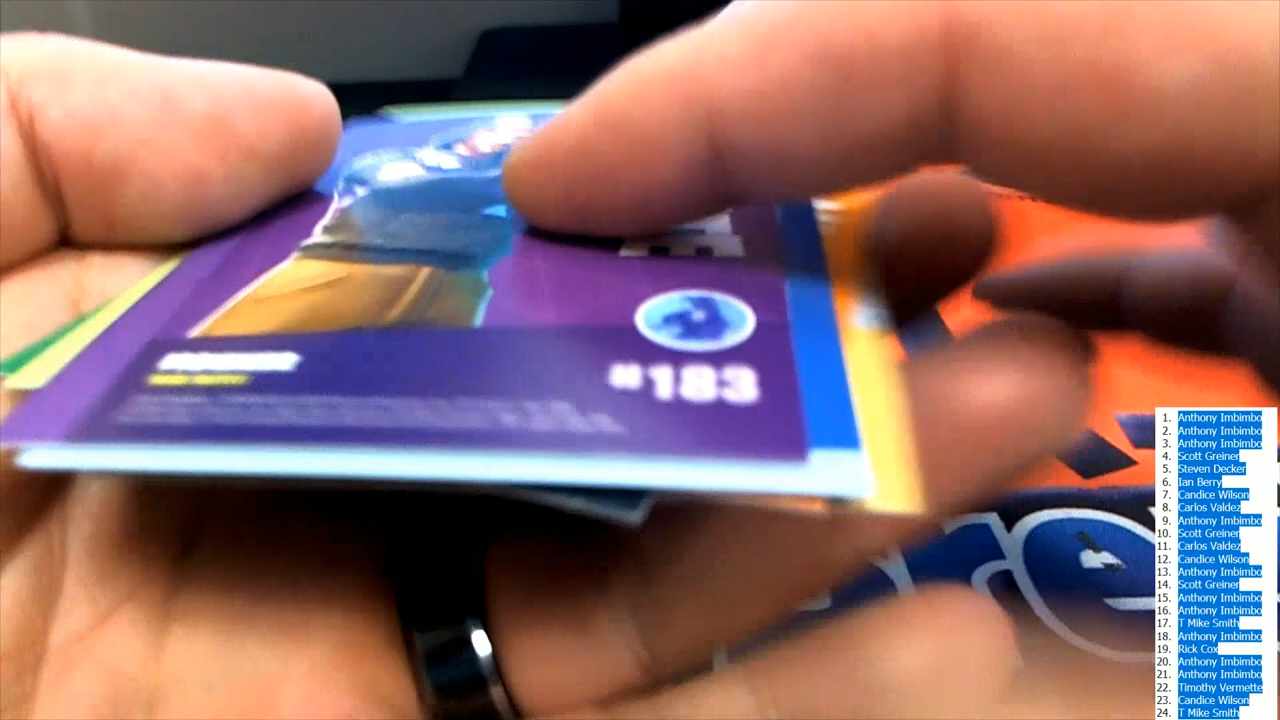 #183
re
1. Anthony Imbimbo
2. Anthony Imbimbo
3. Anthony Imbimbo
4. Scott Greiner
5. Steven Decker
6. Ian Berry
7. Candice Wilson
8. Carlos Valdez
9. Anthony Imbimbo
10. Scott Greiner
11. Carlos Valdez
12. Candice Wilson
13. Anthony Imbimbo
14. Scott Greiner
15. Anthony Imbimbo
16. Anthony Imbimbo
17. T Mike Smith
18. Anthony Imbimbo
19. Rick Cox
20. Anthony Imbimbo
21. Anthony Imbimbo
22. Timothy Vermette
23. Candice Wilson
24. T Mike Smith